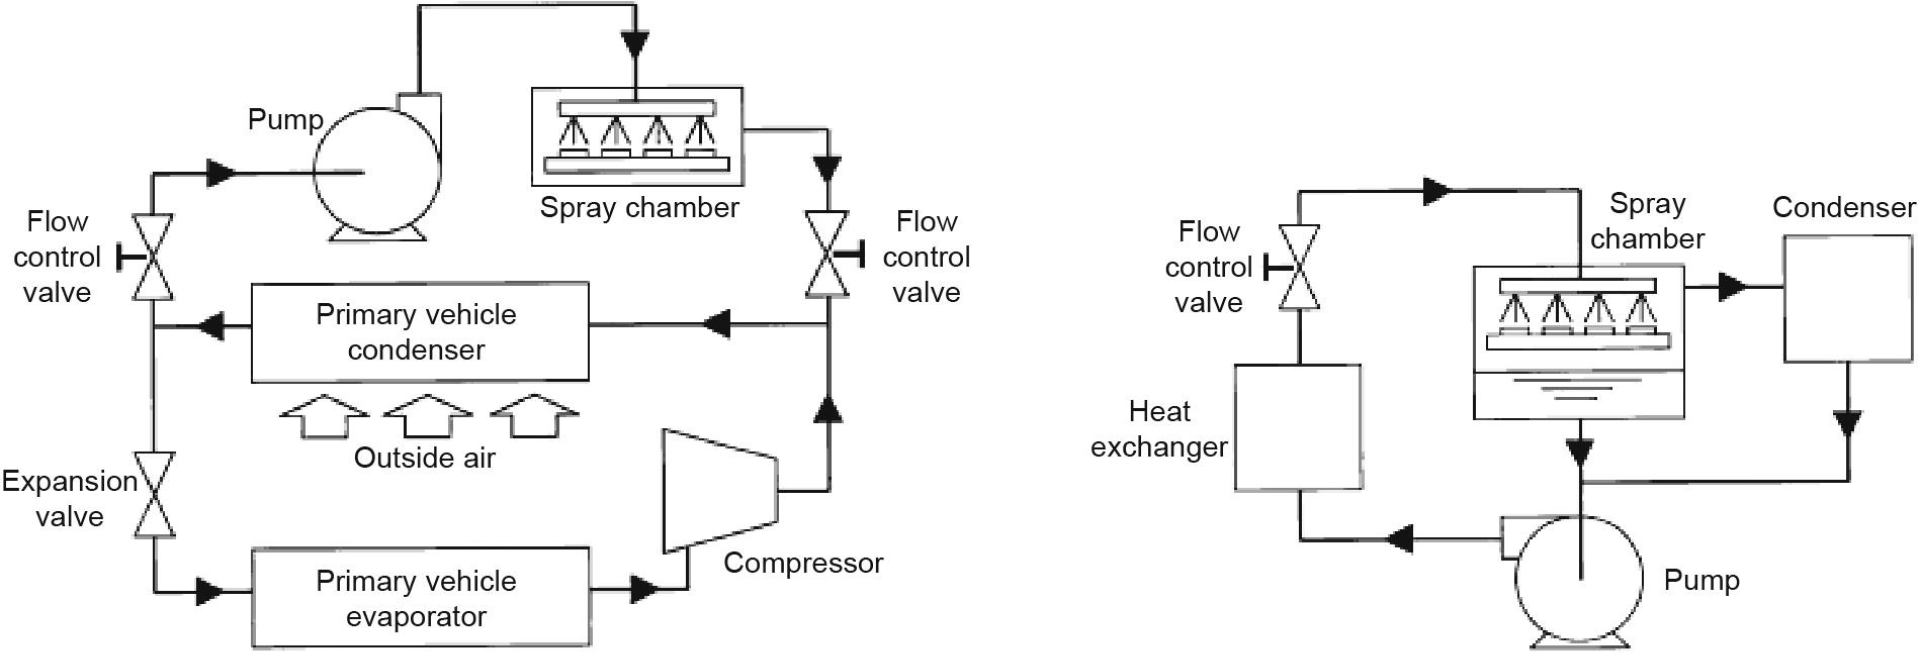 Pump
Spray chamber
Flow
control
valve
Flow
control
valve
Primary vehicle
condenser
Outside air
Expansion
valve
Compressor
Primary vehicle
evaporator
Spray
chamber
Condenser
Flow
control
valve
Heat
exchanger
Pump